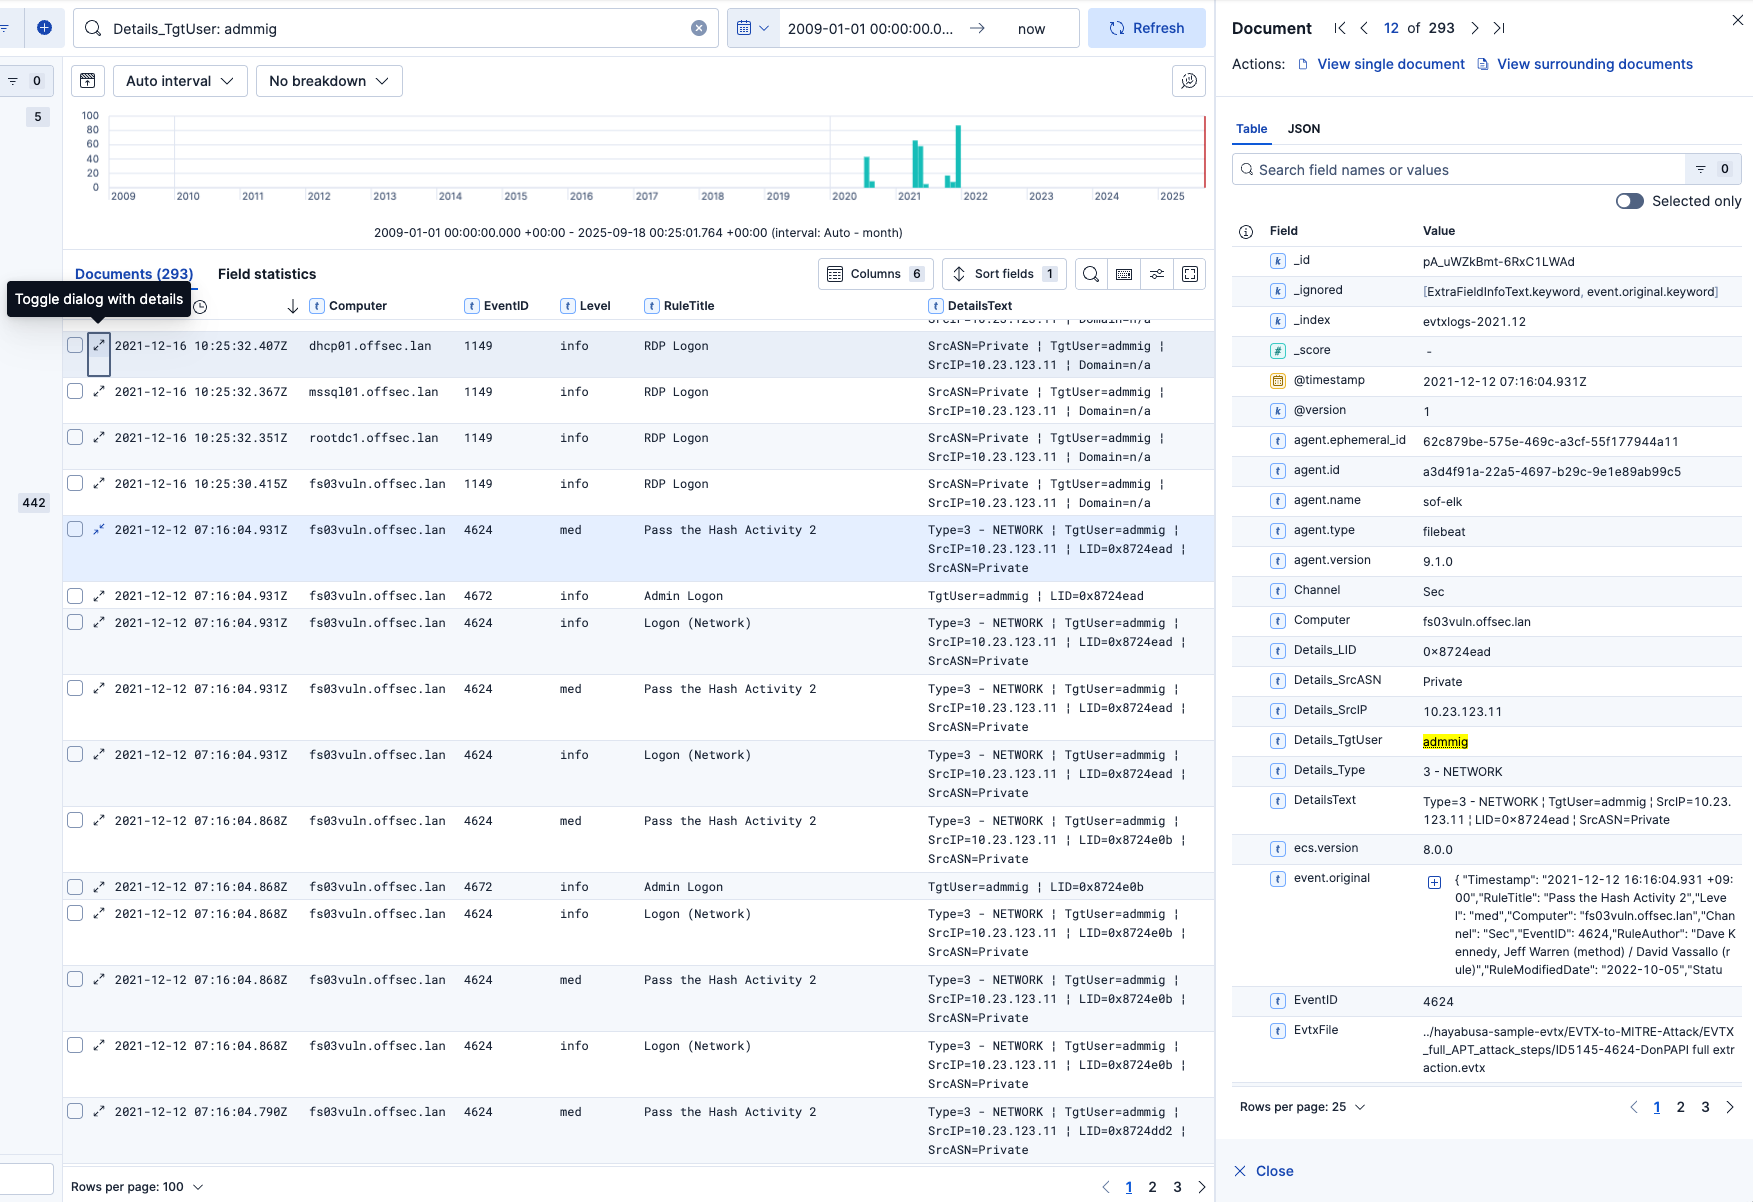 Details_TgtUser: admmig
2009-01-01 00:00:00.0...
now
Refresh
0
5
442
Auto interval
No breakdown
100
80
60
40
20
0
2009 2010 2011 2012 2013 2014 2015 2016 2017 2018 2019 2020 2021 2022 2023 2024 2025
2009-01-01 00:00:00.000 +00:00 - 2025-09-18 00:25:01.764 +00:00 (interval: Auto - month)
Documents (293) Field statistics
Columns 6 Sort fields 1
Toggle dialog with details
t Computer t EventID t Level t RuleTitle t DetailsText
SrcIP=10.23.123.11 ¦ Domain=n/a
2021-12-16 10:25:32.407Z dhcp01.offsec.lan 1149 info RDP Logon SrcASN=Private ¦ TgtUser=admmig ¦
SrcIP=10.23.123.11 ¦ Domain=n/a
2021-12-16 10:25:32.367Z mssql01.offsec.lan 1149 info RDP Logon SrcASN=Private ¦ TgtUser=admmig ¦
SrcIP=10.23.123.11 ¦ Domain=n/a
2021-12-16 10:25:32.351Z rootdc1.offsec.lan 1149 info RDP Logon SrcASN=Private ¦ TgtUser=admmig ¦
SrcIP=10.23.123.11 ¦ Domain=n/a
2021-12-16 10:25:30.415Z fs03vuln.offsec.lan 1149 info RDP Logon SrcASN=Private ¦ TgtUser=admmig ¦
SrcIP=10.23.123.11 ¦ Domain=n/a
2021-12-12 07:16:04.931Z fs03vuln.offsec.lan 4624 med Pass the Hash Activity 2 Type=3 - NETWORK ¦ TgtUser=admmig ¦
SrcIP=10.23.123.11 ¦ LID=0x8724ead ¦
SrcASN=Private
2021-12-12 07:16:04.931Z fs03vuln.offsec.lan 4672 info Admin Logon TgtUser=admmig ¦ LID=0x8724ead
2021-12-12 07:16:04.931Z fs03vuln.offsec.lan 4624 info Logon (Network) Type=3 - NETWORK ¦ TgtUser=admmig ¦
SrcIP=10.23.123.11 ¦ LID=0x8724ead ¦
SrcASN=Private
2021-12-12 07:16:04.931Z fs03vuln.offsec.lan 4624 med Pass the Hash Activity 2 Type=3 - NETWORK ¦ TgtUser=admmig ¦
SrcIP=10.23.123.11 ¦ LID=0x8724ead ¦
SrcASN=Private
2021-12-12 07:16:04.931Z fs03vuln.offsec.lan 4624 info Logon (Network) Type=3 - NETWORK ¦ TgtUser=admmig ¦
SrcIP=10.23.123.11 ¦ LID=0x8724ead ¦
SrcASN=Private
2021-12-12 07:16:04.868Z fs03vuln.offsec.lan 4624 med Pass the Hash Activity 2 Type=3 - NETWORK ¦ TgtUser=admmig ¦
SrcIP=10.23.123.11 ¦ LID=0x8724e0b ¦
SrcASN=Private
2021-12-12 07:16:04.868Z fs03vuln.offsec.lan 4672 info Admin Logon TgtUser=admmig ¦ LID=0x8724e0b
2021-12-12 07:16:04.868Z fs03vuln.offsec.lan 4624 info Logon (Network) Type=3 - NETWORK ¦ TgtUser=admmig ¦
SrcIP=10.23.123.11 ¦ LID=0x8724e0b ¦
SrcASN=Private
2021-12-12 07:16:04.868Z fs03vuln.offsec.lan 4624 med Pass the Hash Activity 2 Type=3 - NETWORK ¦ TgtUser=admmig ¦
SrcIP=10.23.123.11 ¦ LID=0x8724e0b ¦
SrcASN=Private
2021-12-12 07:16:04.868Z fs03vuln.offsec.lan 4624 info Logon (Network) Type=3 - NETWORK ¦ TgtUser=admmig ¦
SrcIP=10.23.123.11 ¦ LID=0x8724e0b ¦
SrcASN=Private
2021-12-12 07:16:04.790Z fs03vuln.offsec.lan 4624 med Pass the Hash Activity 2 Type=3 - NETWORK ¦ TgtUser=admmig ¦
SrcIP=10.23.123.11 ¦ LID=0x8724dd2 ¦
SrcASN=Private
Rows per page: 100
1 2 3
Document 12 of 293
Actions: View single document View surrounding documents
Table JSON
Search field names or values 0
Selected only
Field Value
k _id pA_uWZkBmt-6RxC1LWAd
k _ignored [ExtraFieldInfoText.keyword, event.original.keyword]
k _index evtxlogs-2021.12
# _score -
@timestamp 2021-12-12 07:16:04.931Z
k @version 1
t agent.ephemeral_id 62c879be-575e-469c-a3cf-55f177944a11
t agent.id a3d4f91a-22a5-4697-b29c-9e1e89ab99c5
t agent.name sof-elk
t agent.type filebeat
t agent.version 9.1.0
t Channel Sec
t Computer fs03vuln.offsec.lan
t Details_LID 0x8724ead
t Details_SrcASN Private
t Details_SrcIP 10.23.123.11
t Details_TgtUser admmig
t Details_Type 3 - NETWORK
t DetailsText Type=3 - NETWORK ¦ TgtUser=admmig ¦ SrcIP=10.23.
123.11 ¦ LID=0x8724ead ¦ SrcASN=Private
t ecs.version 8.0.0
t event.original { "Timestamp": "2021-12-12 16:16:04.931 +09:
00","RuleTitle": "Pass the Hash Activity 2","Leve
l": "med","Computer": "fs03vuln.offsec.lan","Chan
nel": "Sec","EventID": 4624,"RuleAuthor": "Dave K
ennedy, Jeff Warren (method) / David Vassallo (r
ule)","RuleModifiedDate": "2022-10-05","Statu
t EventID 4624
t EvtxFile ../hayabusa-sample-evtx/EVTX-to-MITRE-Attack/EVTX
_full_APT_attack_steps/ID5145-4624-DonPAPI full extr
action.evtx
Rows per page: 25
1 2 3
Close